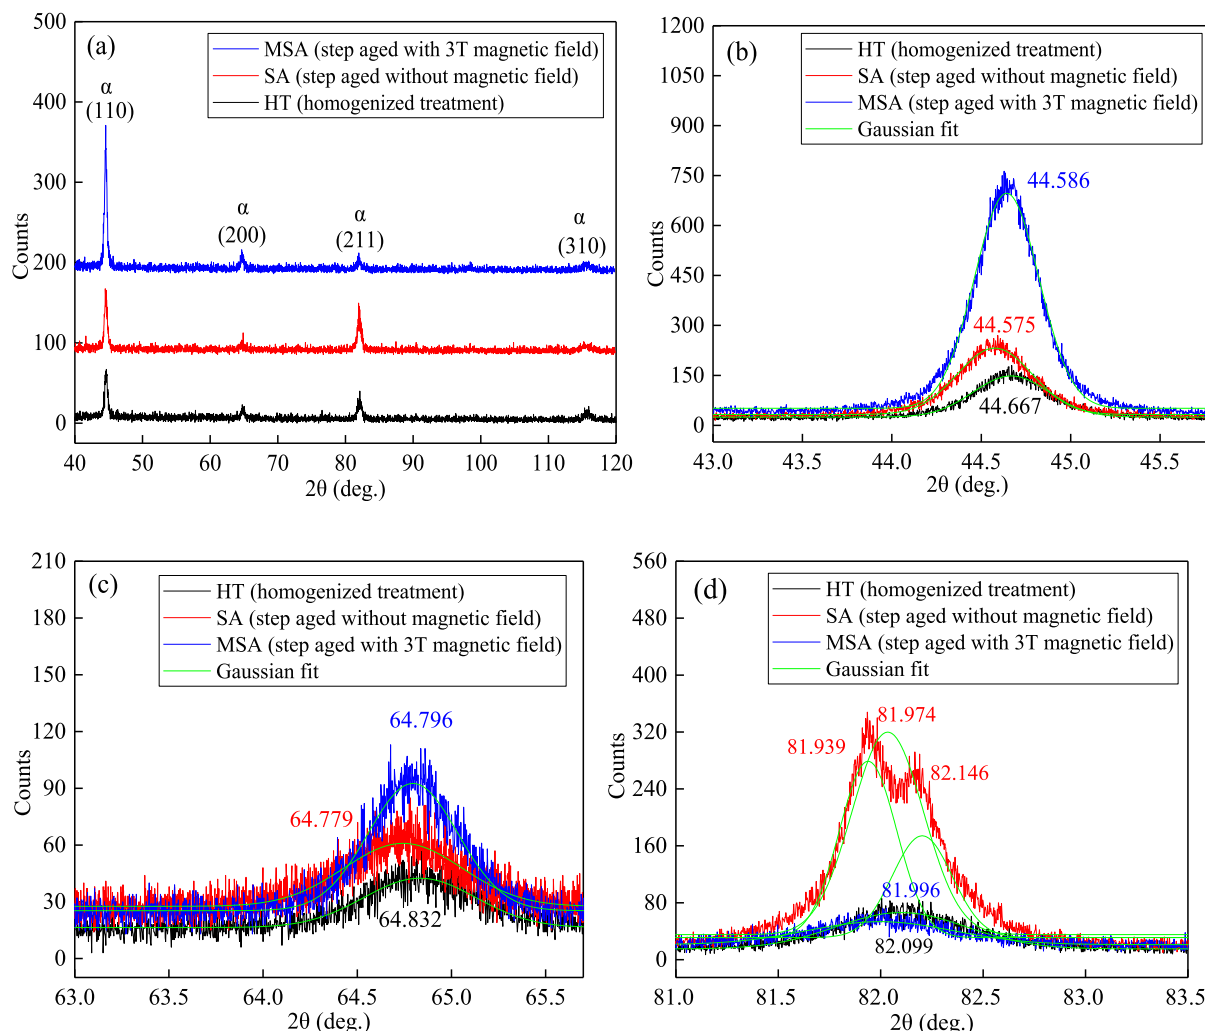 (a)
MSA (step aged with 3T magnetic field)
SA (step aged without magnetic field)
HT (homogenized treatment)
α
(110)
α
(200)
α
(211)
α
(310)
500
400
300
200
100
0
Counts
40 50 60 70 80 90 100 110 120
2θ (deg.)
(b)
HT (homogenized treatment)
SA (step aged without magnetic field)
MSA (step aged with 3T magnetic field)
Gaussian fit
44.586
44.575
44.667
1200
1050
900
750
600
450
300
150
0
Counts
43.0 43.5 44.0 44.5 45.0 45.5
2θ (deg.)
(c)
HT (homogenized treatment)
SA (step aged without magnetic field)
MSA (step aged with 3T magnetic field)
Gaussian fit
64.796
64.779
64.832
210
180
150
120
90
60
30
0
Counts
63.0 63.5 64.0 64.5 65.0 65.5
2θ (deg.)
(d)
HT (homogenized treatment)
SA (step aged without magnetic field)
MSA (step aged with 3T magnetic field)
Gaussian fit
81.974
81.939
82.146
81.996
82.099
560
480
400
320
240
160
80
0
Counts
81.0 81.5 82.0 82.5 83.0 83.5
2θ (deg.)